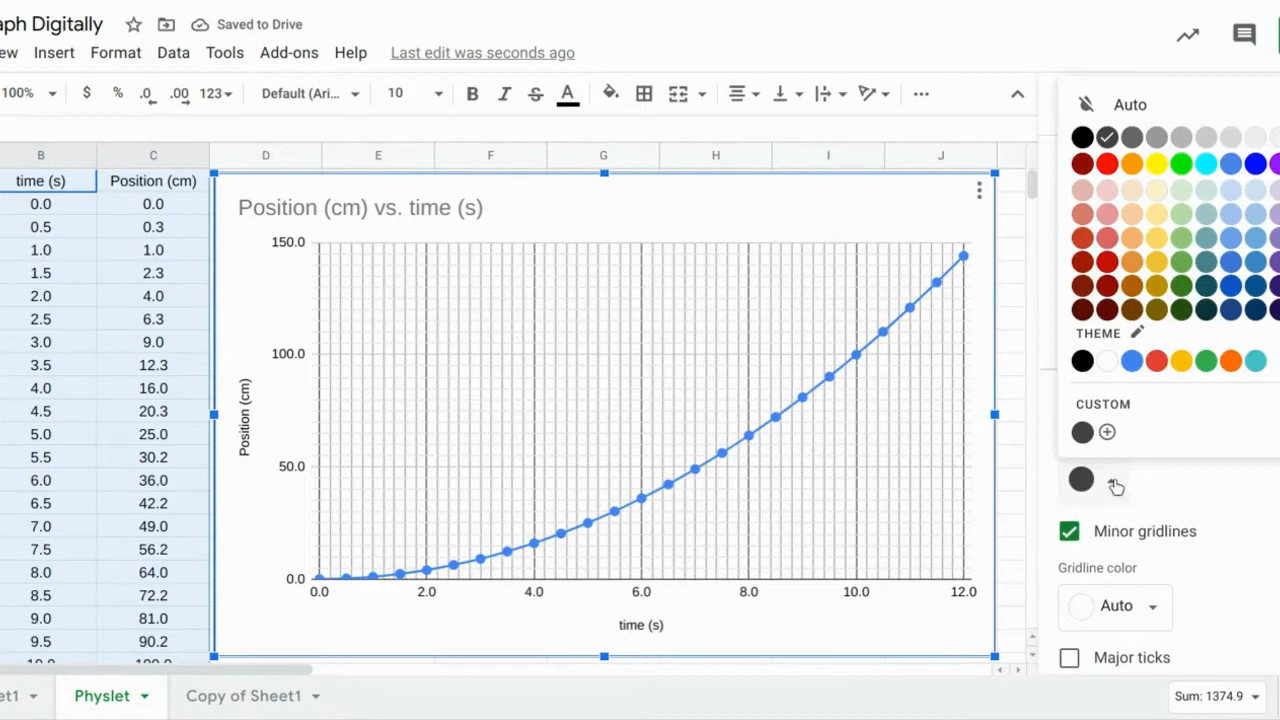 aph Digitally Saved to Drive
ew Insert Format Data Tools Add-ons Help Last edit was seconds ago
100% $ % .0 .00 123 Default (Ari... 10 B I S A ...
B C D E F G H I J
time (s) Position (cm)
0.0 0.0
0.5 0.3
1.0 1.0
1.5 2.3
2.0 4.0
2.5 6.3
3.0 9.0
3.5 12.3
4.0 16.0
4.5 20.3
5.0 25.0
5.5 30.2
6.0 36.0
6.5 42.2
7.0 49.0
7.5 56.2
8.0 64.0
8.5 72.2
9.0 81.0
9.5 90.2
10.0 100.0
Position (cm) vs. time (s)
150.0
100.0
50.0
0.0
Position (cm)
0.0 2.0 4.0 6.0 8.0 10.0 12.0
time (s)
Auto
THEME
CUSTOM
Minor gridlines
Gridline color
Auto
Major ticks
et1 Physlet Copy of Sheet1 Sum: 1374.9